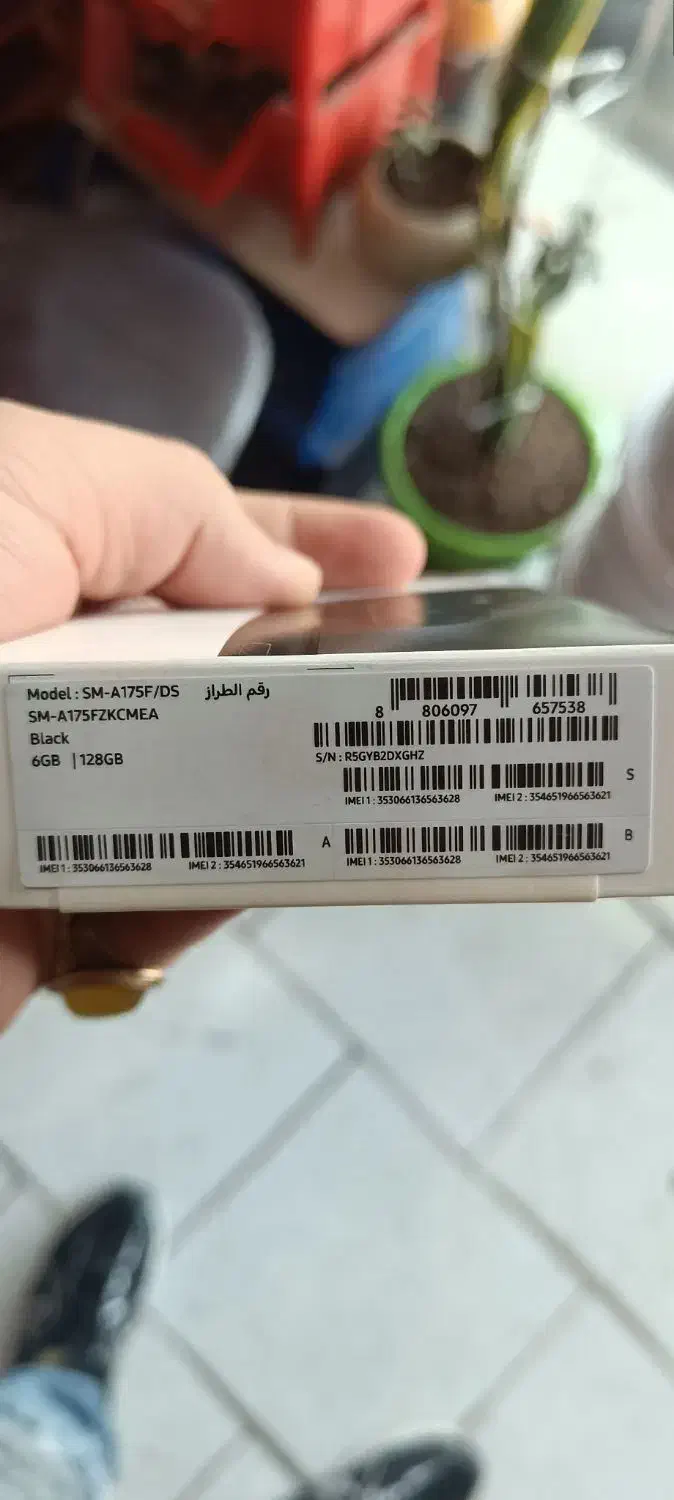 Model : SM-A175F/DS رقم الطراز
SM-A175FZKCMEA
Black
6GB | 128GB
8 806097 657538
S/N : R5GYB2DXGHZ
IMEI 1 : 353066136563628 IMEI 2 : 354651966563621 S
IMEI 1 : 353066136563628 IMEI 2 : 354651966563621 A
IMEI 1 : 353066136563628 IMEI 2 : 354651966563621 B